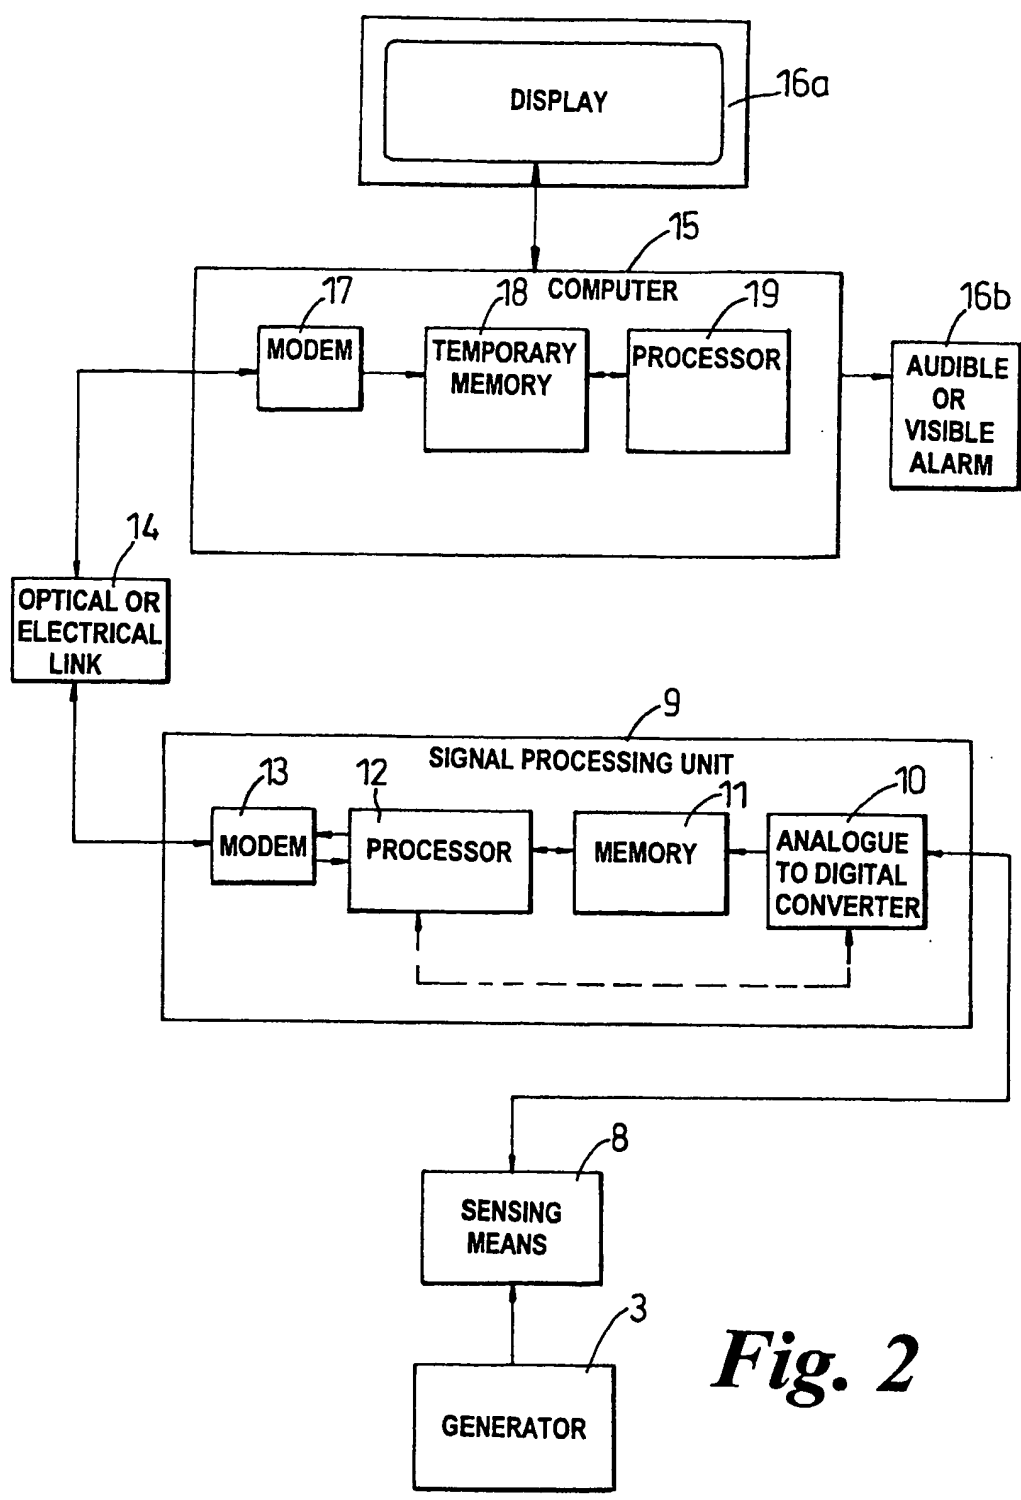 DISPLAY
16a
15
COMPUTER
17
MODEM
18
TEMPORARY
MEMORY
19
PROCESSOR
16b
AUDIBLE
OR
VISIBLE
ALARM
14
OPTICAL OR
ELECTRICAL
LINK
9
SIGNAL PROCESSING UNIT
13
MODEM
12
PROCESSOR
11
MEMORY
10
ANALOGUE
TO DIGITAL
CONVERTER
8
SENSING
MEANS
3
GENERATOR
Fig. 2